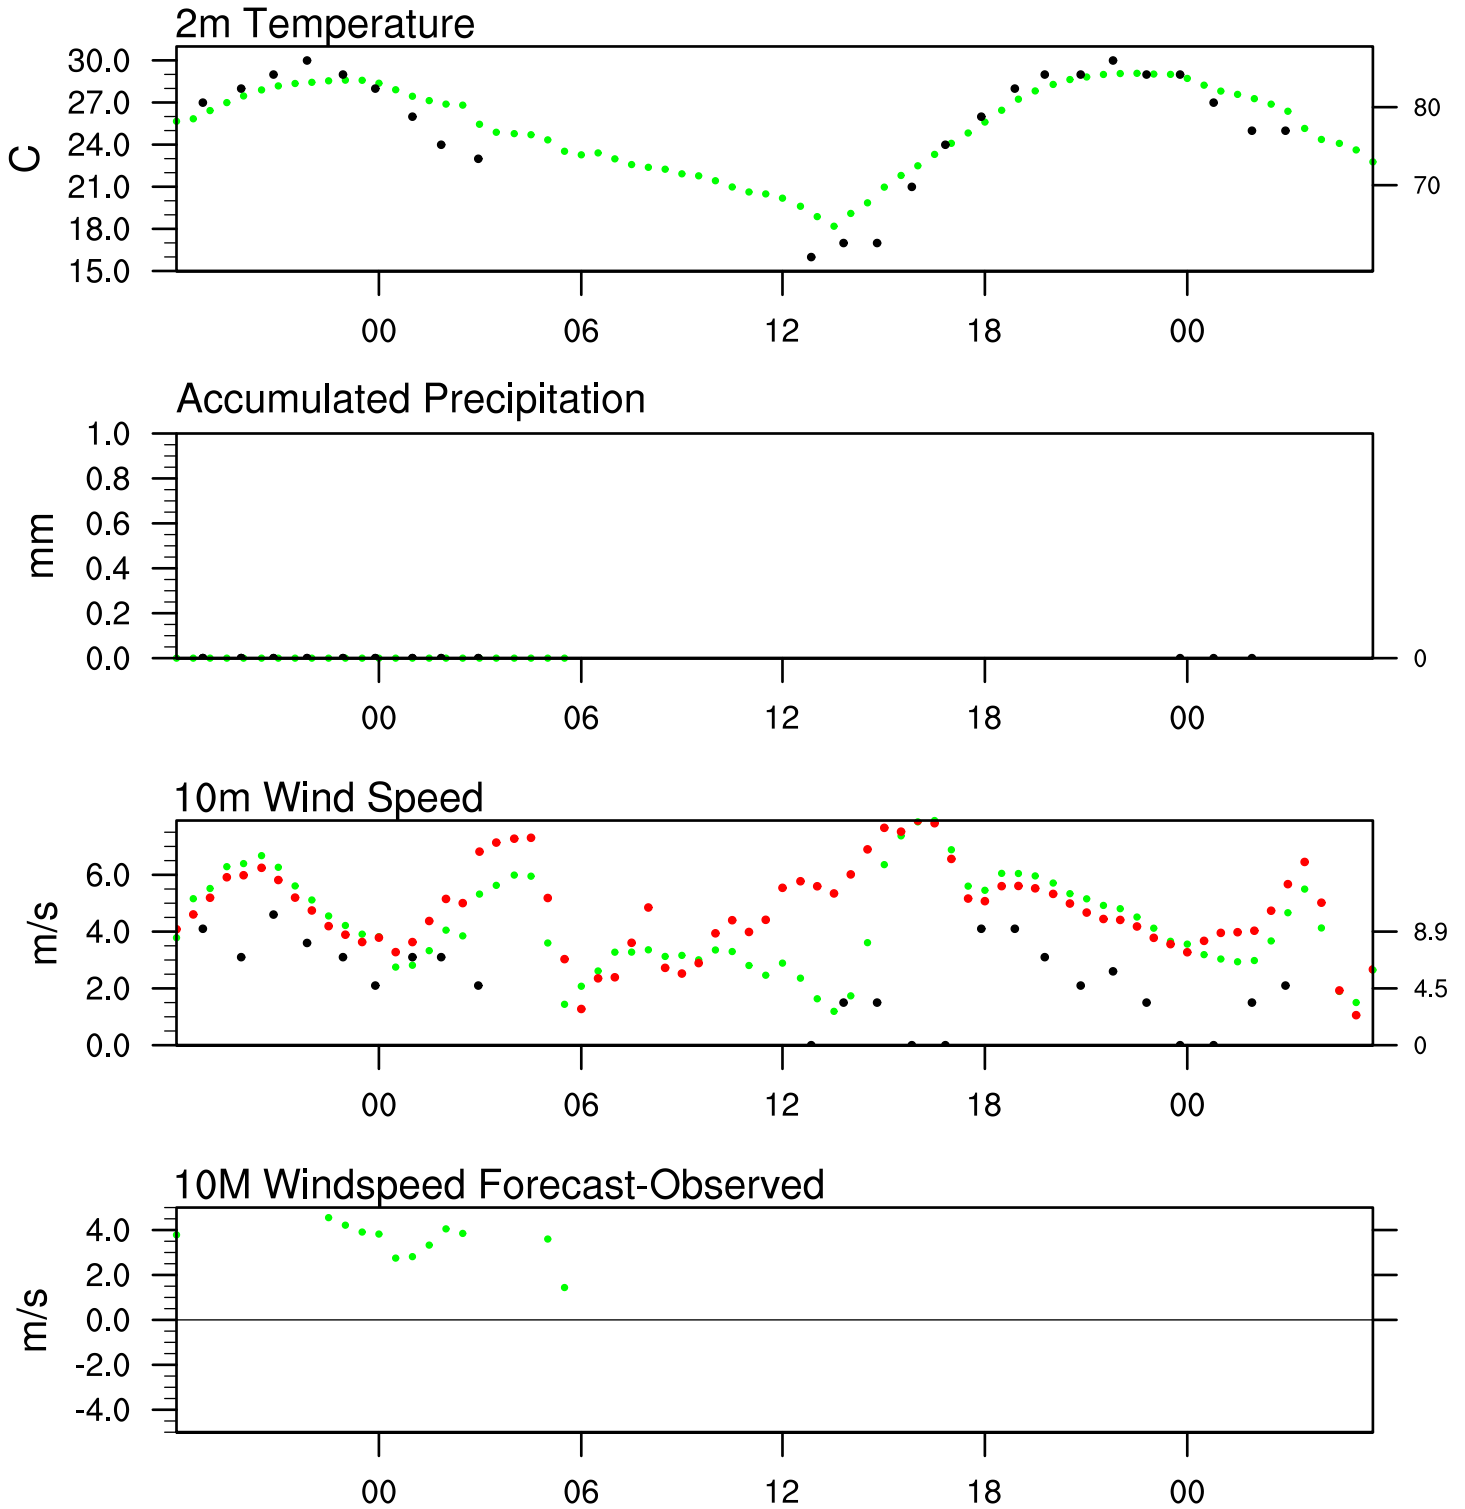 2m Temperature
30.0
27.0
24.0
21.0
18.0
15.0
C
80
70
00 06 12 18 00
Accumulated Precipitation
1.0
0.8
0.6
0.4
0.2
0.0
mm
0
00 06 12 18 00
10m Wind Speed
6.0
4.0
2.0
0.0
m/s
8.9
4.5
0
00 06 12 18 00
10M Windspeed Forecast-Observed
4.0
2.0
0.0
-2.0
-4.0
m/s
00 06 12 18 00